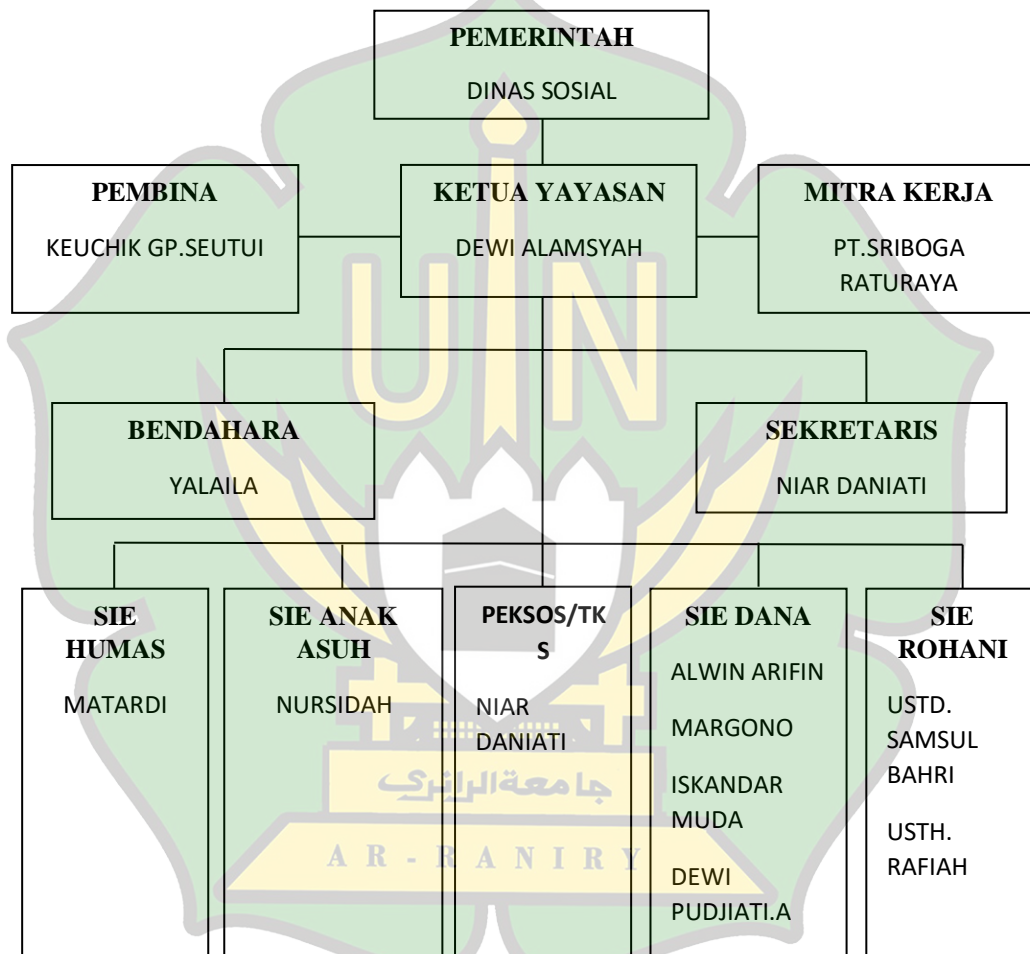 PEMERINTAH
DINAS SOSIAL
PEMBINA
KEUCHIK GP.SEUTUI
KETUA YAYASAN
DEWI ALAMSYAH
MITRA KERJA
PT.SRIBOGA
RATURAYA
UIN
BENDAHARA
YALAILA
SEKRETARIS
NIAR DANIATI
SIE
HUMAS
MATARDI
SIE ANAK
ASUH
NURSIDAH
PEKSOS/TK
S
NIAR
DANIATI
SIE DANA
ALWIN ARIFIN
MARGONO
ISKANDAR
MUDA
DEWI
PUDJIATI.A
SIE
ROHANI
USTD.
SAMSUL
BAHRI
USTH.
RAFIAH
جامعة الرانري
AR-RANIRY